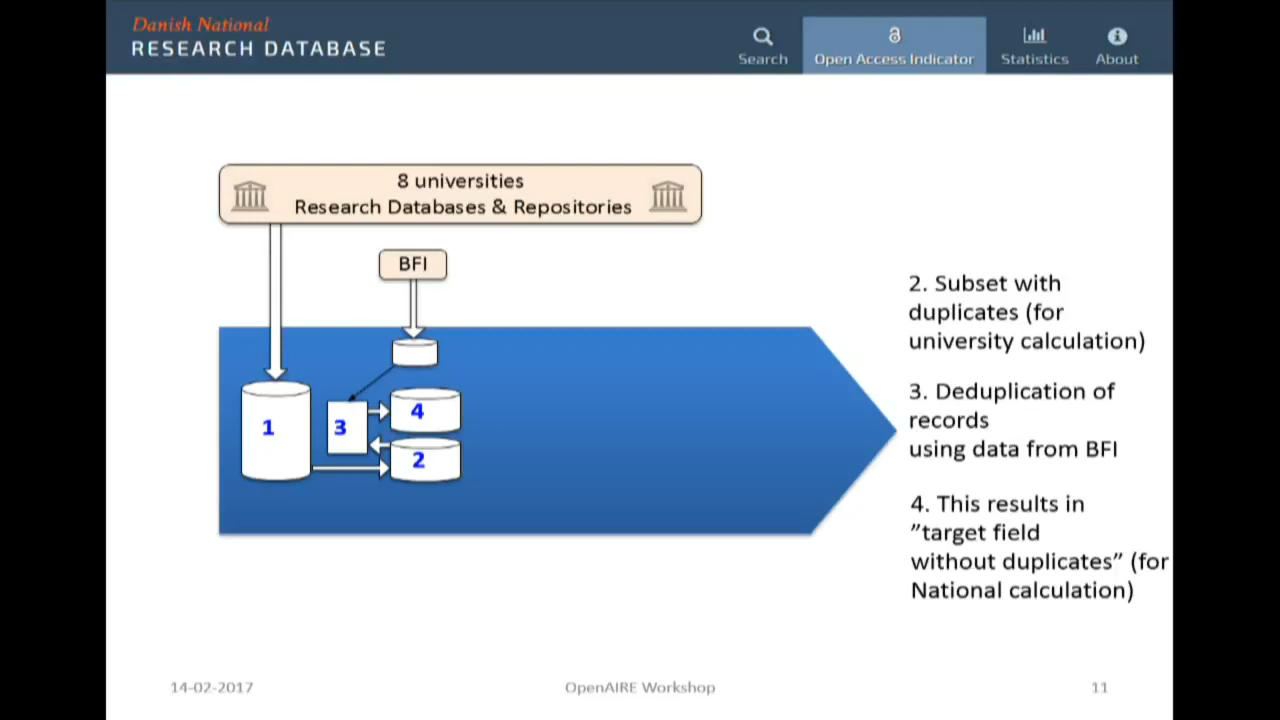 Danish National
RESEARCH DATABASE
Search
Open Access Indicator
Statistics
About
8 universities
Research Databases & Repositories
BFI
1
3
4
2
2. Subset with
duplicates (for
university calculation)
3. Deduplication of
records
using data from BFI
4. This results in
”target field
without duplicates” (for
National calculation)
14-02-2017
OpenAIRE Workshop
11